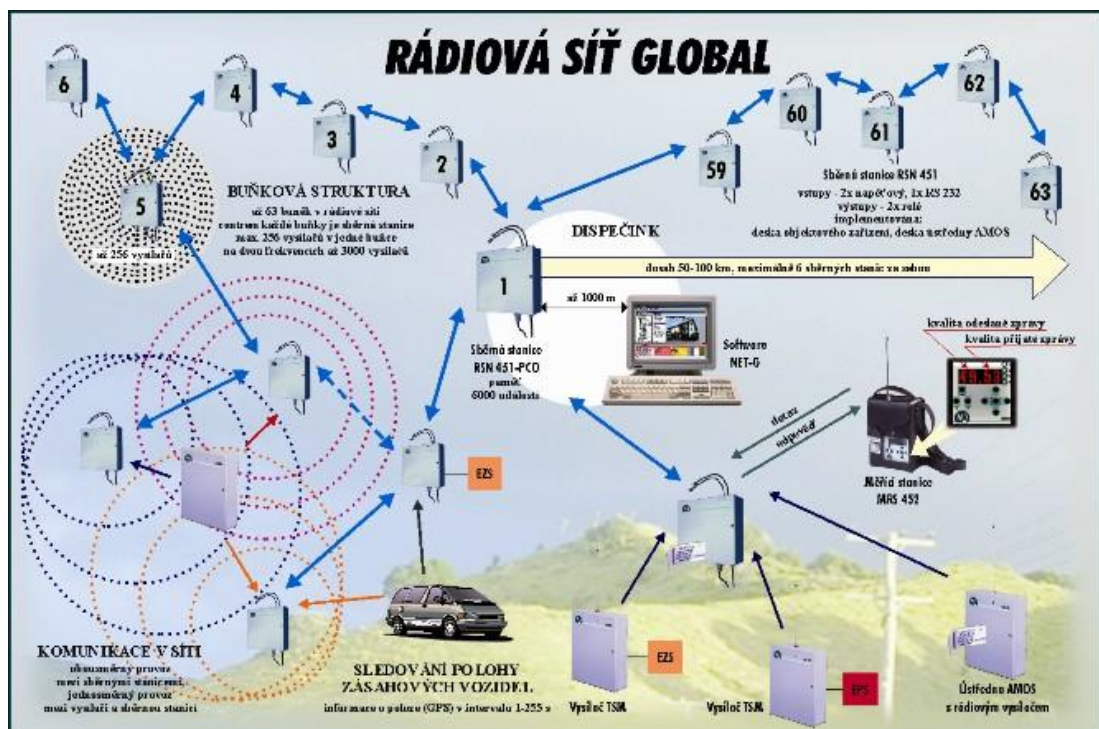 RÁDIOVÁ SÍŤ GLOBAL
6
4
3
2
5
až 256 vysílačů
BUŇKOVÁ STRUKTURA
až 63 buněk v rádiové síti
centrem každé buňky je sběrná stanice
max. 256 vysílačů v jedné buňce
na dvou frekvencích až 3000 vysílačů
59
60
61
62
63
Sběrná stanice RSN 451
vstupy - 2x napěťový, 1x RS 232
výstupy - 2x relé
implementována:
deska objektového zařízení, deska ústředny AMOS
DISPEČINK
1
dosah 50-100 km, maximálně 6 sběrných stanic za sebou
až 1000 m
Sběrná stanice
RSN 451-PCO
paměť
6000 událostí
Software
NET-G
kvalita odeslané zprávy
kvalita přijaté zprávy
dotaz
odpověď
Měřící stanice
MRS 452
EZS
KOMUNIKACE V SÍTI
obousměrný provoz
mezi sběrnými stanicemi,
jednosměrný provoz
mezi vysílači a sběrnou stanicí
SLEDOVÁNÍ POLOHY
ZÁSAHOVÝCH VOZIDEL
informace o poloze (GPS) v intervalu 1-255 s
EZS
Vysílač TSM
EPS
Vysílač TSM
Ústředna AMOS
s rádiovým vysílačem